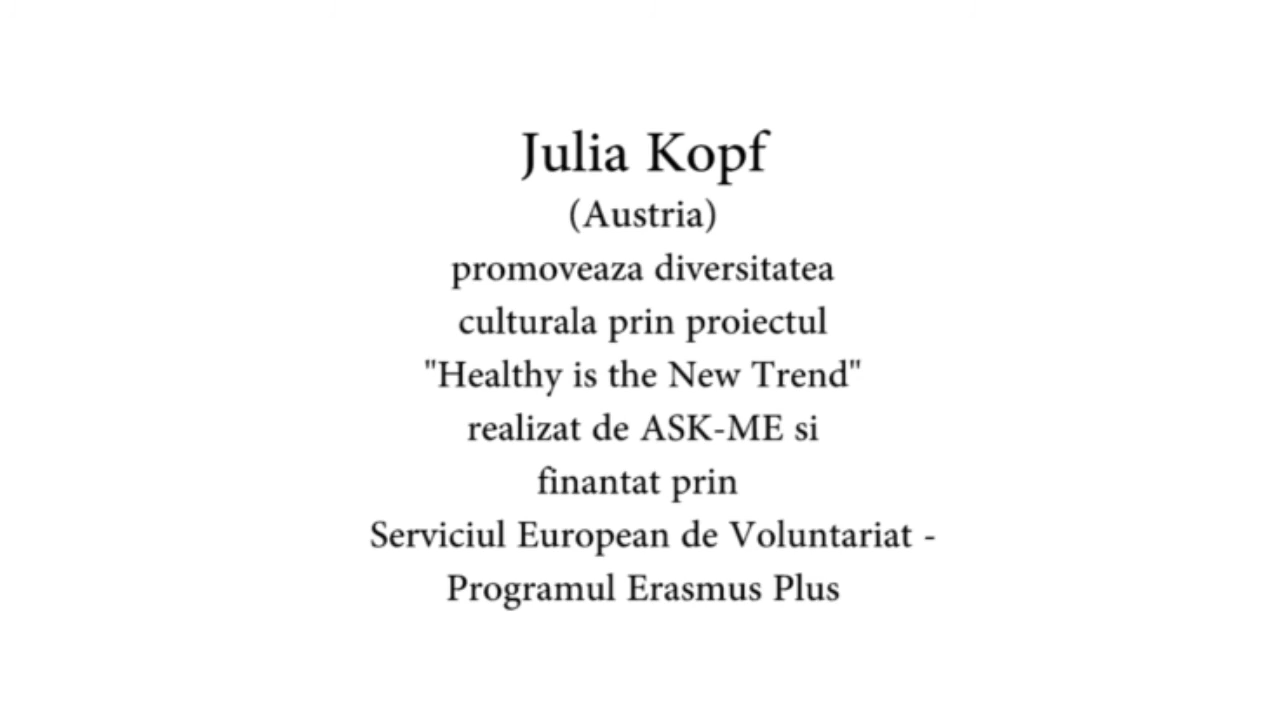 Julia Kopf
(Austria)
promoveaza diversitatea
culturala prin proiectul
"Healthy is the New Trend"
realizat de ASK-ME si
finantat prin
Serviciul European de Voluntariat -
Programul Erasmus Plus